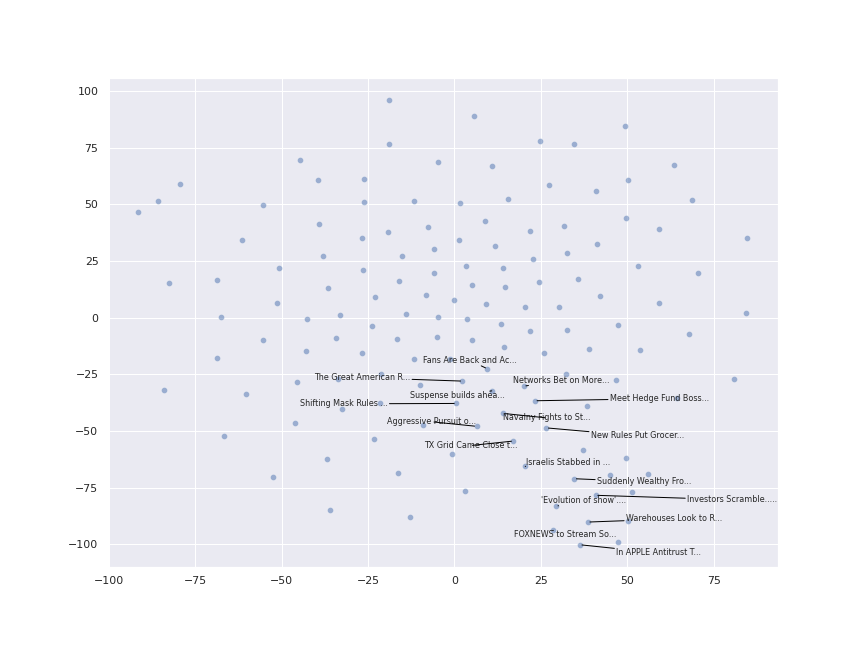 100
75
50
25
0
−25
−50
−75
−100
Fans Are Back and Ac...
The Great American R...
Networks Bet on More...
Suspense builds ahea...
Meet Hedge Fund Boss...
Shifting Mask Rules...
Navalny Fights to St...
Aggressive Pursuit o...
New Rules Put Grocer...
TX Grid Came Close t...
Israelis Stabbed in ...
Suddenly Wealthy Fro...
'Evolution of show'....
Investors Scramble.....
Warehouses Look to R...
FOXNEWS to Stream So...
In APPLE Antitrust T...
−100 −75 −50 −25 0 25 50 75